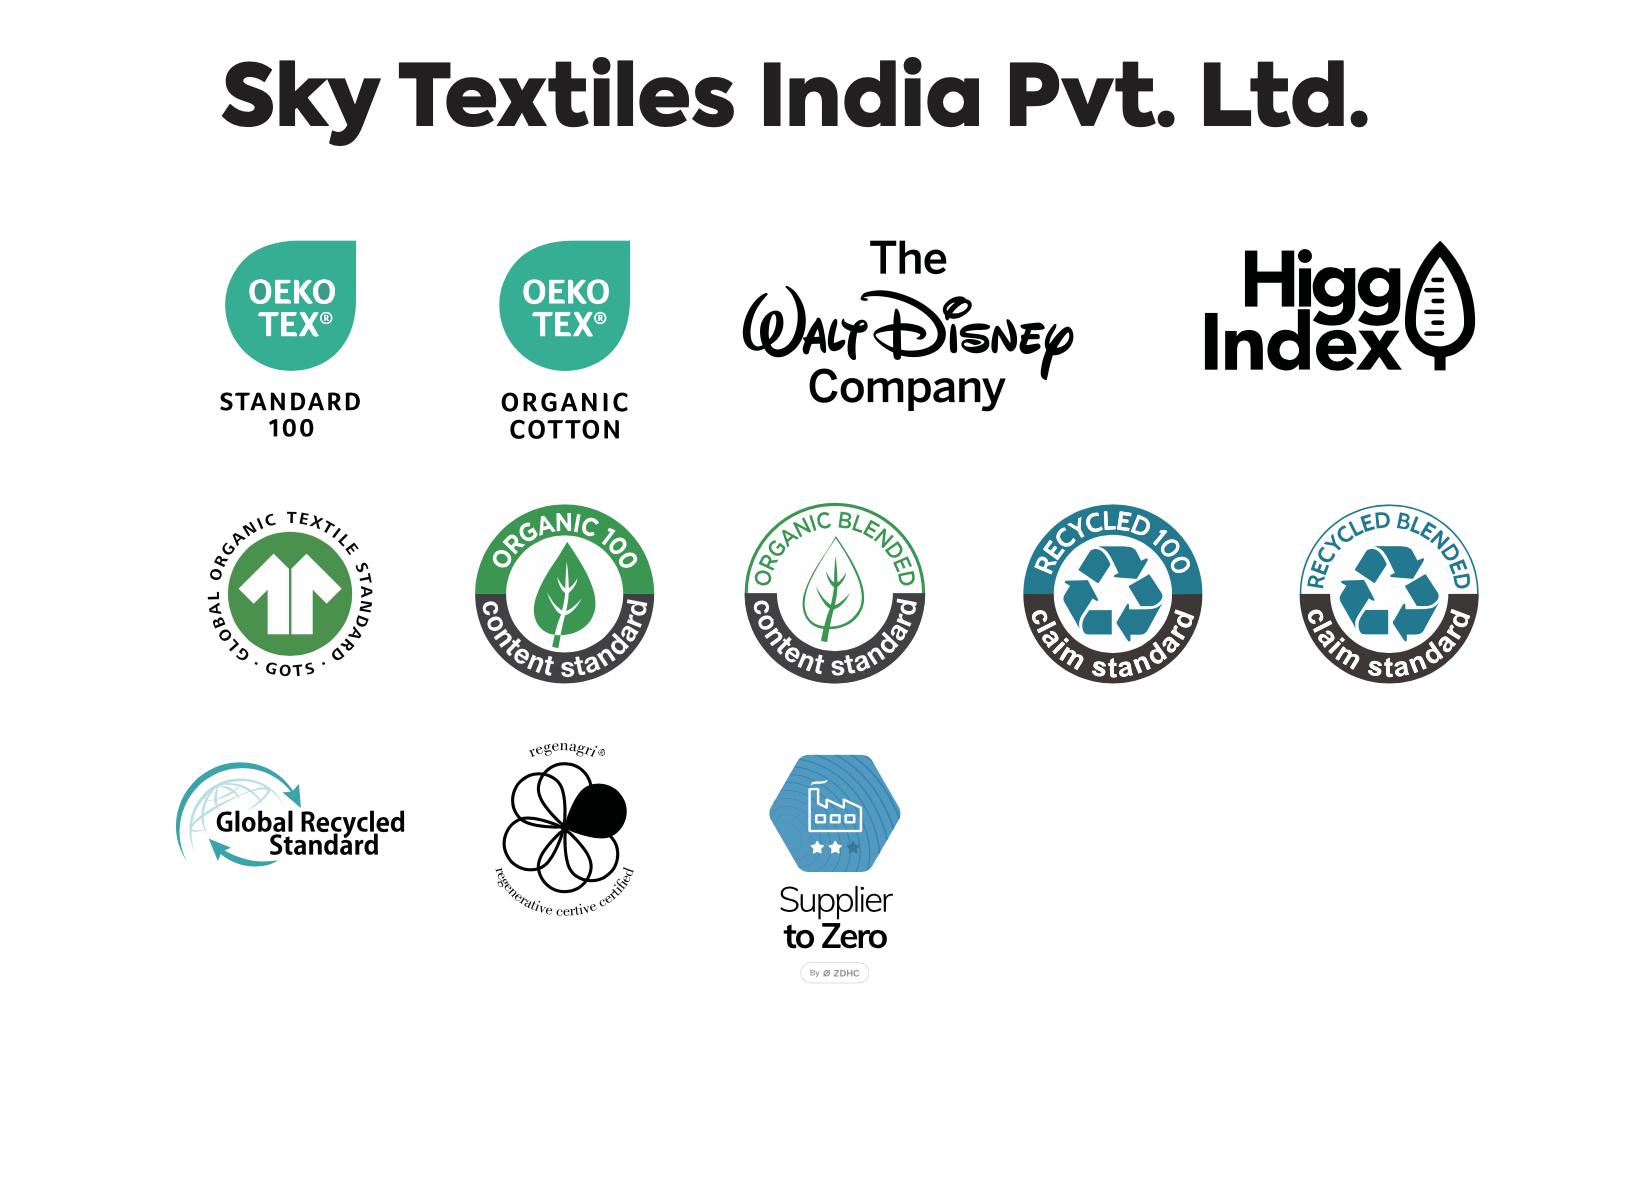 Sky Textiles India Pvt. Ltd.
OEKO
TEX®
STANDARD
100
OEKO
TEX®
ORGANIC
COTTON
The
WALT DISNEY
Company
Higg
Index
GLOBAL ORGANIC TEXTILE STANDARD · GOTS ·
ORGANIC 100
content standard
ORGANIC BLENDED
content standard
RECYCLED 100
claim standard
RECYCLED BLENDED
claim standard
Global Recycled
Standard
regenagri®
regenerative certive certified
Supplier
to Zero
By ZDHC